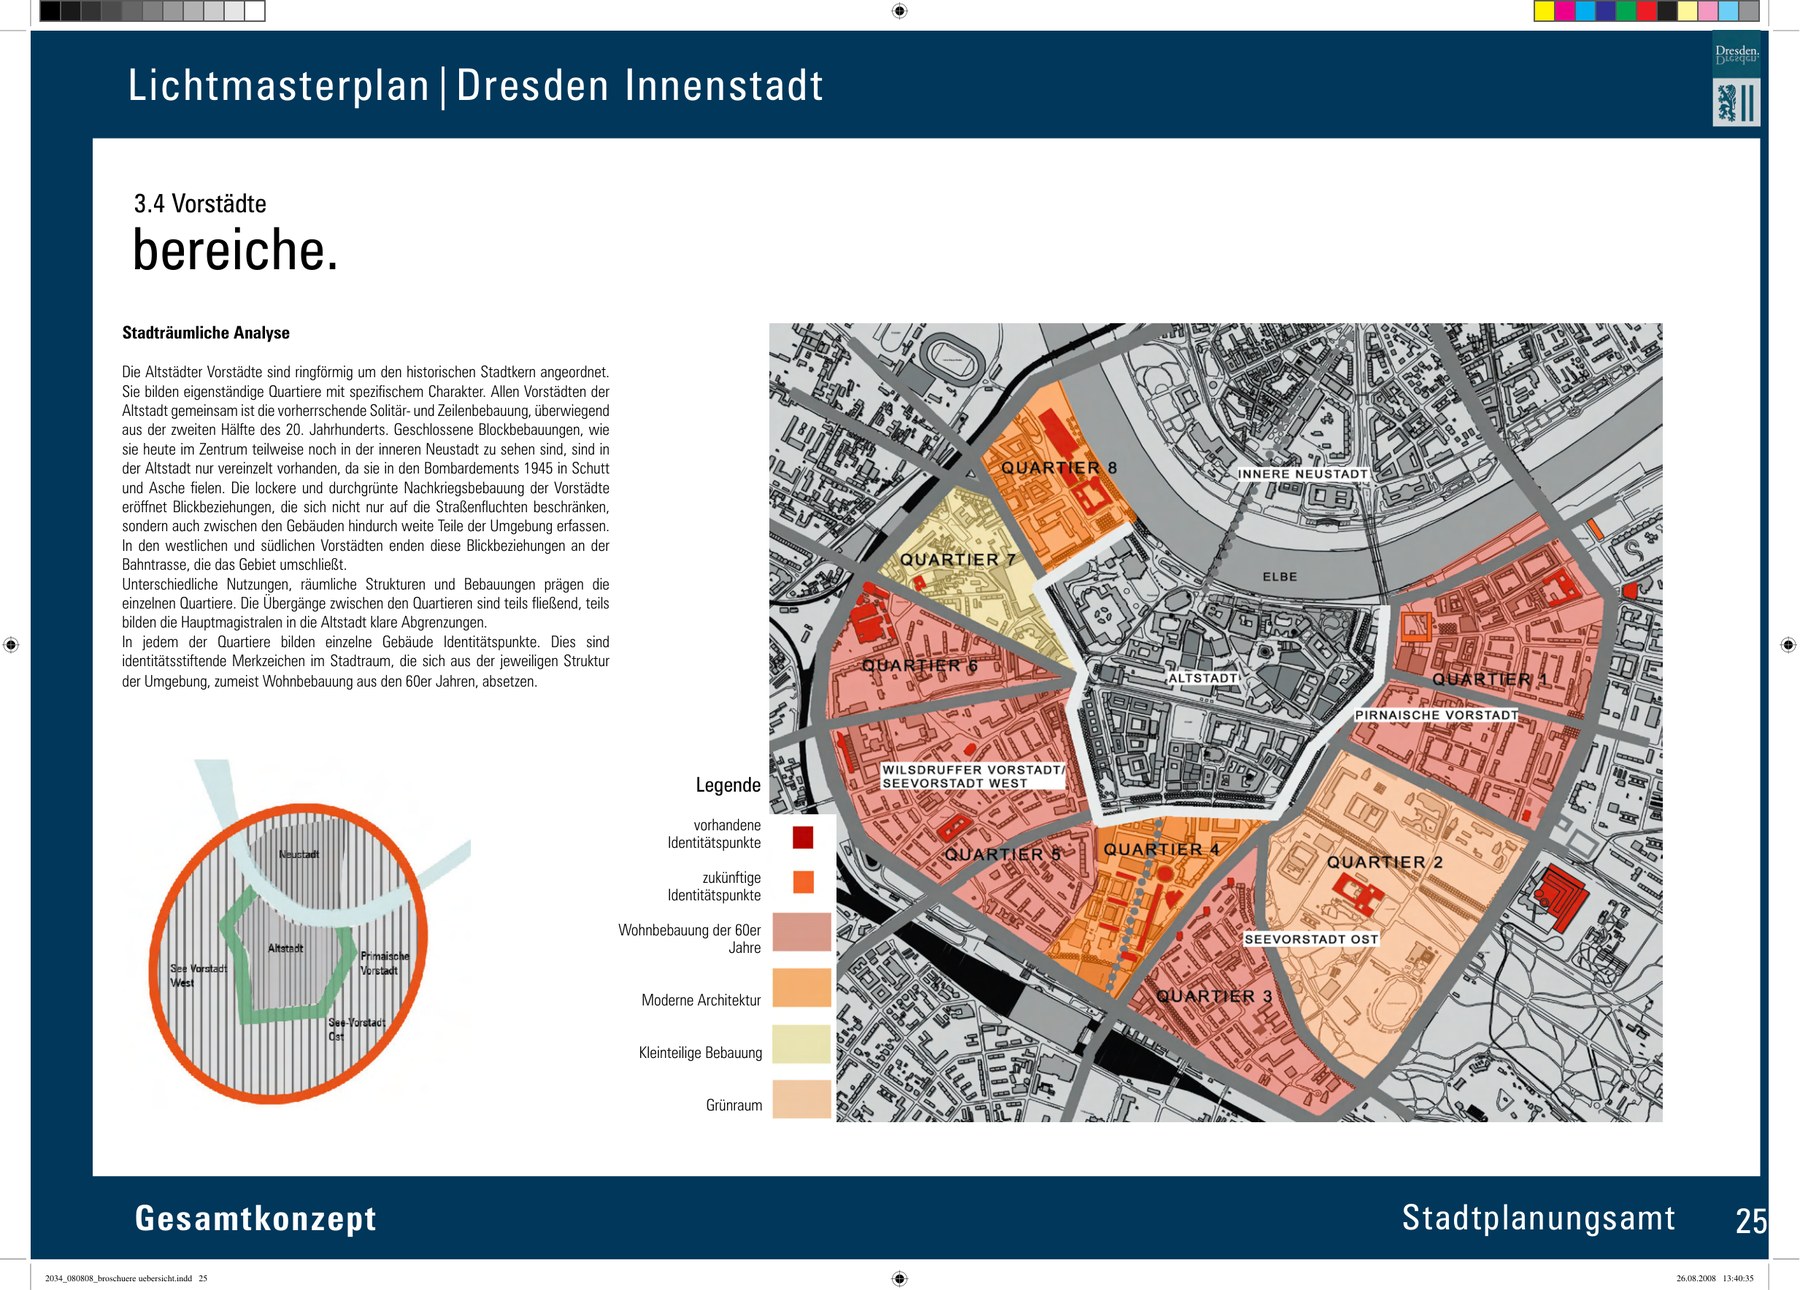 Lichtmasterplan|Dresden Innenstadt
Dresden.
Dresden.
3.4 Vorstädte
bereiche.
Stadträumliche Analyse
Die Altstädter Vorstädte sind ringförmig um den historischen Stadtkern angeordnet.
Sie bilden eigenständige Quartiere mit spezifischem Charakter. Allen Vorstädten der
Altstadt gemeinsam ist die vorherrschende Solitär- und Zeilenbebauung, überwiegend
aus der zweiten Hälfte des 20. Jahrhunderts. Geschlossene Blockbebauungen, wie
sie heute im Zentrum teilweise noch in der inneren Neustadt zu sehen sind, sind in
der Altstadt nur vereinzelt vorhanden, da sie in den Bombardements 1945 in Schutt
und Asche fielen. Die lockere und durchgrünte Nachkriegsbebauung der Vorstädte
eröffnet Blickbeziehungen, die sich nicht nur auf die Straßenfluchten beschränken,
sondern auch zwischen den Gebäuden hindurch weite Teile der Umgebung erfassen.
In den westlichen und südlichen Vorstädten enden diese Blickbeziehungen an der
Bahntrasse, die das Gebiet umschließt.
Unterschiedliche Nutzungen, räumliche Strukturen und Bebauungen prägen die
einzelnen Quartiere. Die Übergänge zwischen den Quartieren sind teils fließend, teils
bilden die Hauptmagistralen in die Altstadt klare Abgrenzungen.
In jedem der Quartiere bilden einzelne Gebäude Identitätspunkte. Dies sind
identitätsstiftende Merkzeichen im Stadtraum, die sich aus der jeweiligen Struktur
der Umgebung, zumeist Wohnbebauung aus den 60er Jahren, absetzen.
Neustadt
Altstadt
Primaische
Vorstadt
See Vorstadt
West
See-Vorstadt
Ost
Legende
vorhandene
Identitätspunkte
zukünftige
Identitätspunkte
Wohnbebauung der 60er
Jahre
Moderne Architektur
Kleinteilige Bebauung
Grünraum
QUARTIER 8
INNERE NEUSTADT
QUARTIER 7
ELBE
QUARTIER 6
ALTSTADT
QUARTIER 1
PIRNAISCHE VORSTADT
WILSDRUFFER VORSTADT/
SEEVORSTADT WEST
QUARTIER 5
QUARTIER 4
QUARTIER 2
SEEVORSTADT OST
QUARTIER 3
Gesamtkonzept
Stadtplanungsamt
25
2034_080808_broschuere uebersicht.indd 25
26.08.2008 13:40:35